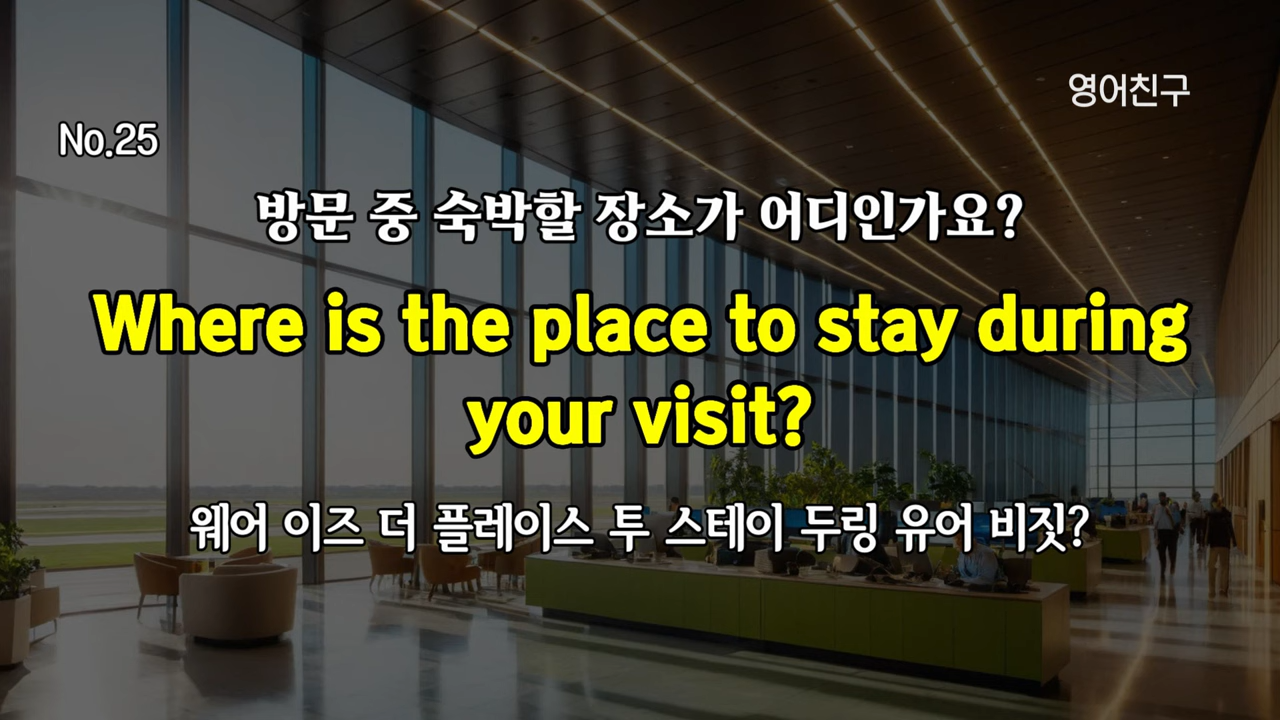 영어친구
No.25
방문 중 숙박할 장소가 어디인가요?
Where is the place to stay during
your visit?
웨어 이즈 더 플레이스 투 스테이 두링 유어 비짓?